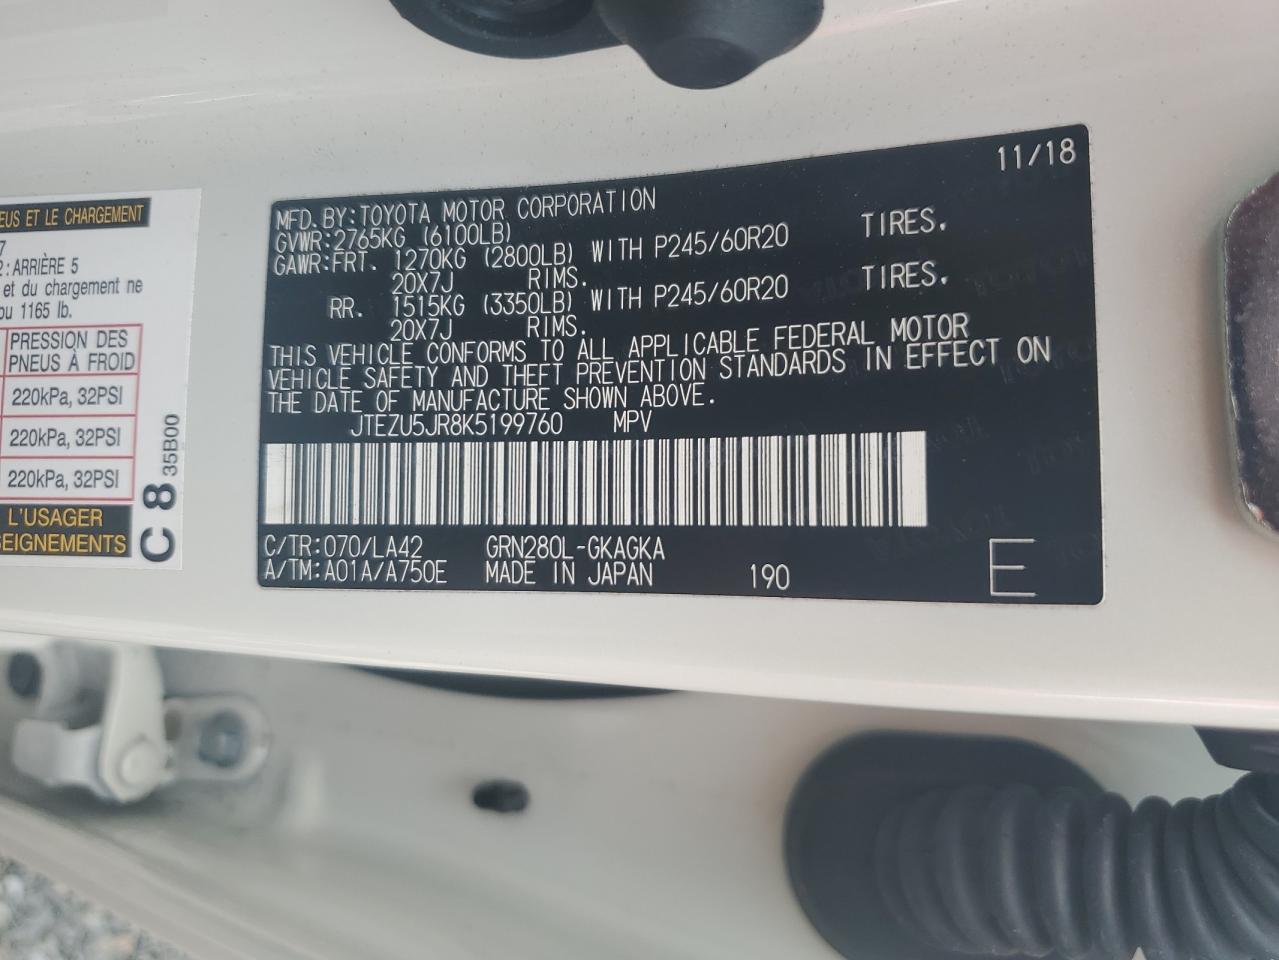 EUS ET LE CHARGEMENT
7
2: ARRIÈRE 5
et du chargement ne
ou 1165 lb.
PRESSION DES
PNEUS À FROID
220kPa, 32PSI
220kPa, 32PSI
220kPa, 32PSI
L'USAGER
SEIGNEMENTS
C 8
35B00
11/18
MFD. BY: TOYOTA MOTOR CORPORATION
GVWR: 2765KG (6100LB)
GAWR: FRT. 1270KG (2800LB) WITH P245/60R20 TIRES.
20X7J RIMS.
RR. 1515KG (3350LB) WITH P245/60R20 TIRES.
20X7J RIMS.
THIS VEHICLE CONFORMS TO ALL APPLICABLE FEDERAL MOTOR
VEHICLE SAFETY AND THEFT PREVENTION STANDARDS IN EFFECT ON
THE DATE OF MANUFACTURE SHOWN ABOVE.
JTEZU5JR8K5199760 MPV
C/TR: 070/LA42 GRN280L-GKAGKA
A/TM: A01A/A750E MADE IN JAPAN 190
E